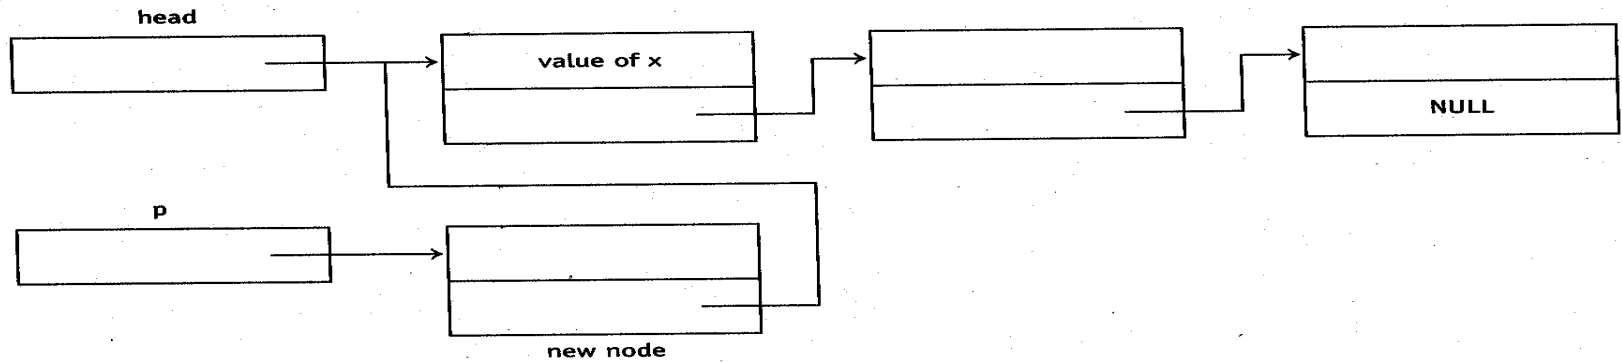 head
value of x
NULL
p
new node